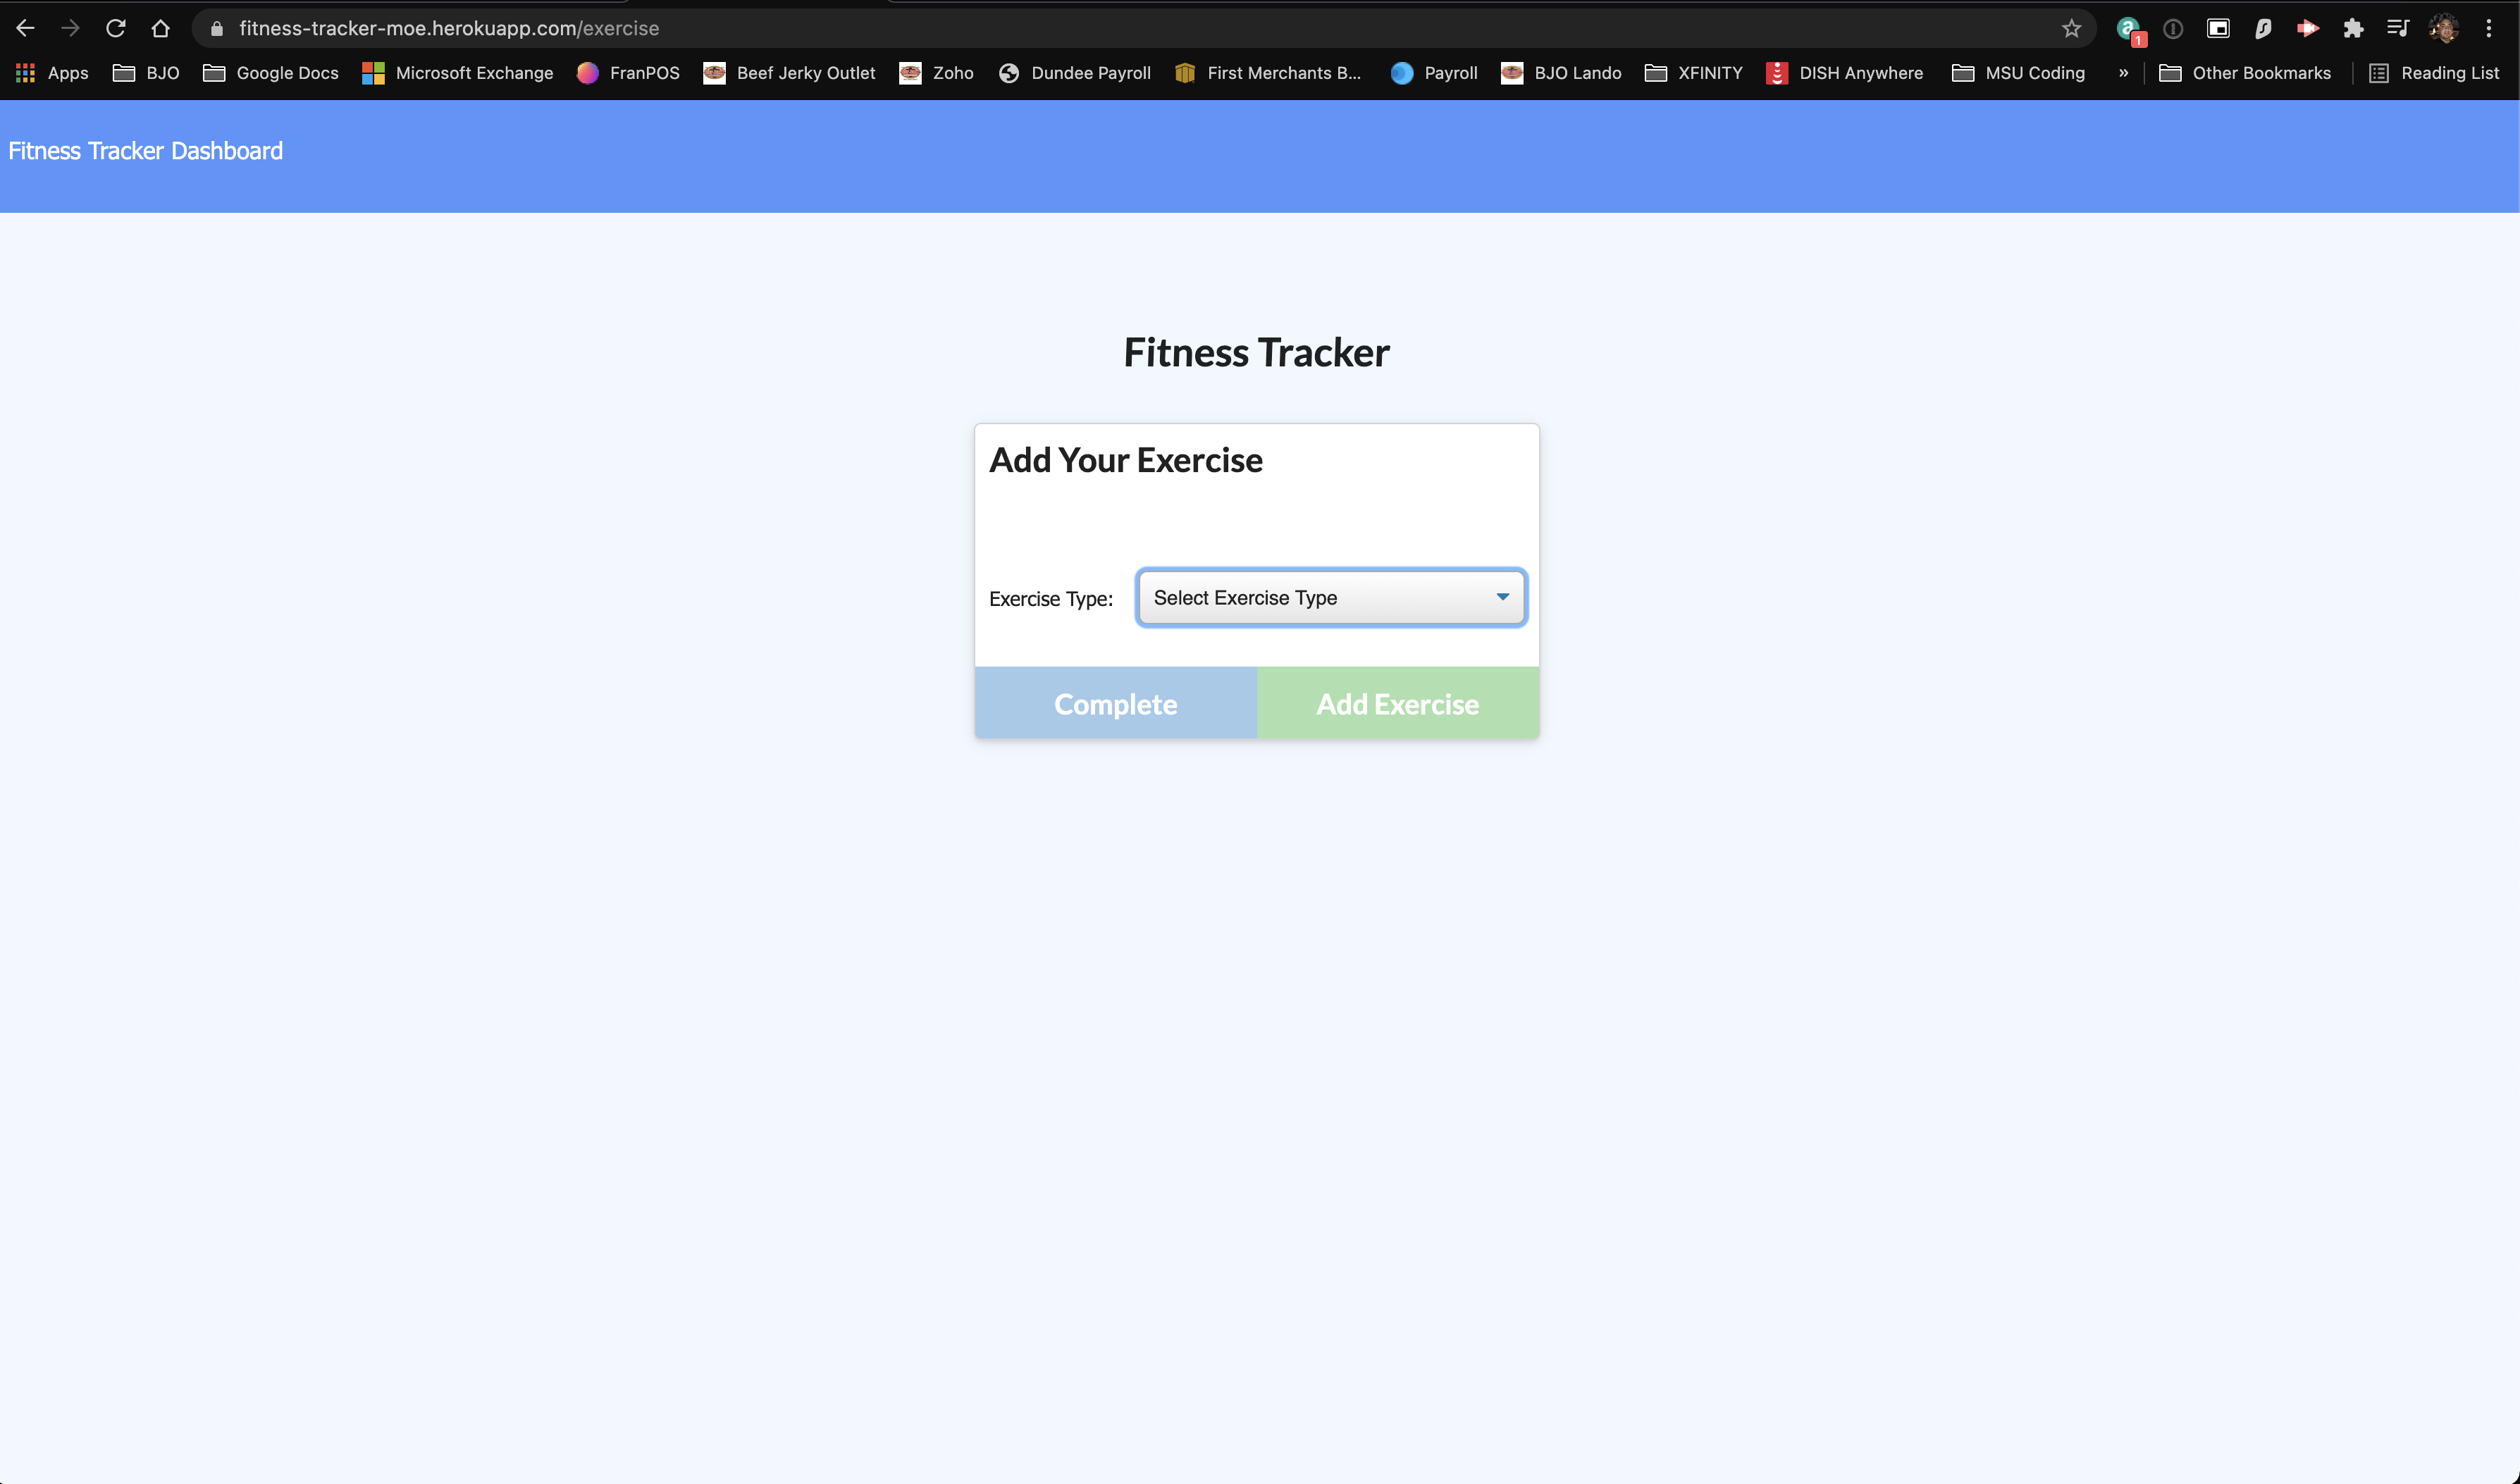 fitness-tracker-moe.herokuapp.com/exercise
1
Apps BJO Google Docs Microsoft Exchange FranPOS Beef Jerky Outlet Zoho Dundee Payroll First Merchants B... Payroll BJO Lando XFINITY DISH Anywhere MSU Coding » Other Bookmarks Reading List
Fitness Tracker Dashboard
Fitness Tracker
Add Your Exercise
Exercise Type: Select Exercise Type
Complete Add Exercise